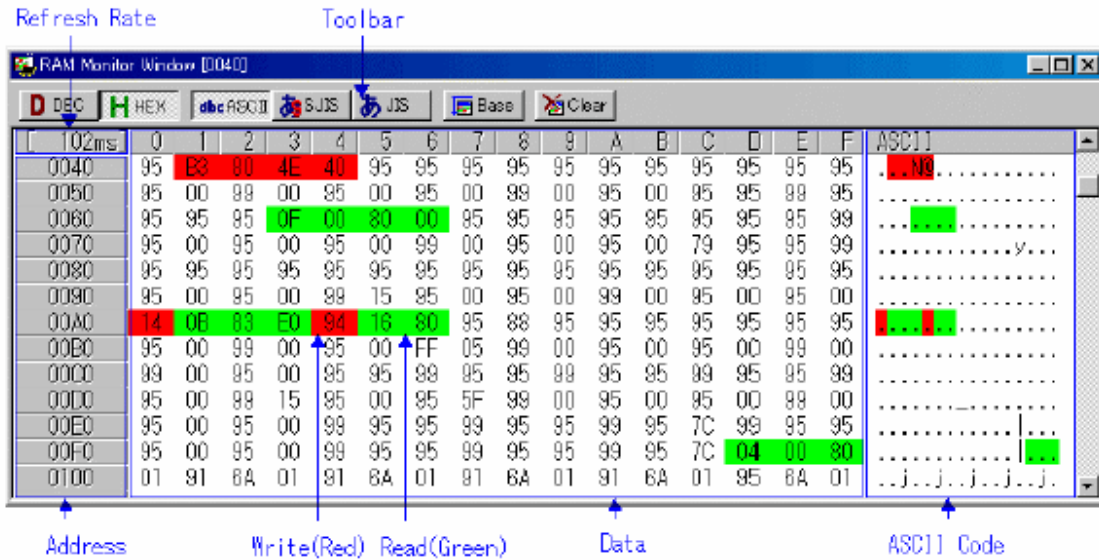 Refresh Rate Toolbar
RAM Monitor Window [0040]
D DEC H HEX abc ASCII あS SJIS あJ JIS Base Clear
[ 102ms] 0 1 2 3 4 5 6 7 8 9 A B C D E F ASCII
0040 95 B3 80 4E 40 95 95 95 95 95 95 95 95 95 95 95 ...N@...........
0050 95 00 99 00 95 00 95 00 99 00 95 00 95 95 99 95 ................
0060 95 95 95 0F 00 80 00 95 95 95 95 95 95 95 95 99 ................
0070 95 00 95 00 95 00 99 00 95 00 95 00 79 95 95 99 ............y...
0080 95 95 95 95 95 95 95 95 95 95 95 95 95 95 95 95 ................
0090 95 00 95 00 99 15 95 00 95 00 99 00 95 00 95 00 ................
00A0 14 0B 83 E0 94 16 80 95 88 95 95 95 95 95 95 95 ................
00B0 95 00 99 00 95 00 FF 05 99 00 95 00 95 00 99 00 ................
00C0 99 00 95 00 95 95 99 95 95 99 95 95 99 95 95 99 ................
00D0 95 00 99 15 95 00 95 5F 99 00 95 00 95 00 99 00 ......._........
00E0 95 00 95 00 99 95 95 99 95 95 99 95 7C 99 95 95 ............|...
00F0 95 00 95 00 99 95 95 99 95 95 99 95 7C 04 00 80 ............|...
0100 01 91 6A 01 91 6A 01 91 6A 01 91 6A 01 95 6A 01 ..j..j..j..j..j.
Address Write(Red) Read(Green) Data ASCII Code